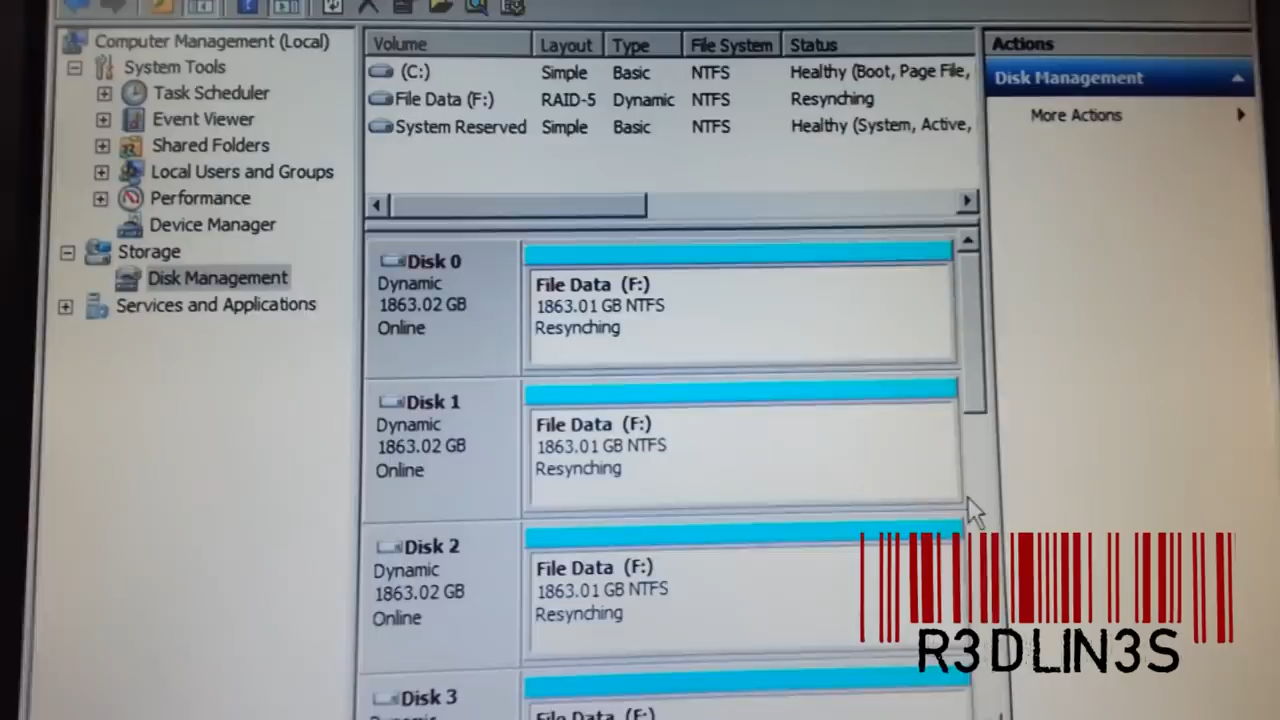 Computer Management (Local)
System Tools
Task Scheduler
Event Viewer
Shared Folders
Local Users and Groups
Performance
Device Manager
Storage
Disk Management
Services and Applications
Volume Layout Type File System Status
(C:) Simple Basic NTFS Healthy (Boot, Page File,
File Data (F:) RAID-5 Dynamic NTFS Resynching
System Reserved Simple Basic NTFS Healthy (System, Active,
Disk 0
Dynamic
1863.02 GB
Online
File Data (F:)
1863.01 GB NTFS
Resynching
Disk 1
Dynamic
1863.02 GB
Online
File Data (F:)
1863.01 GB NTFS
Resynching
Disk 2
Dynamic
1863.02 GB
Online
File Data (F:)
1863.01 GB NTFS
Resynching
Disk 3
Dynamic
File Data (F:)
Actions
Disk Management
More Actions
R3DLIN3S